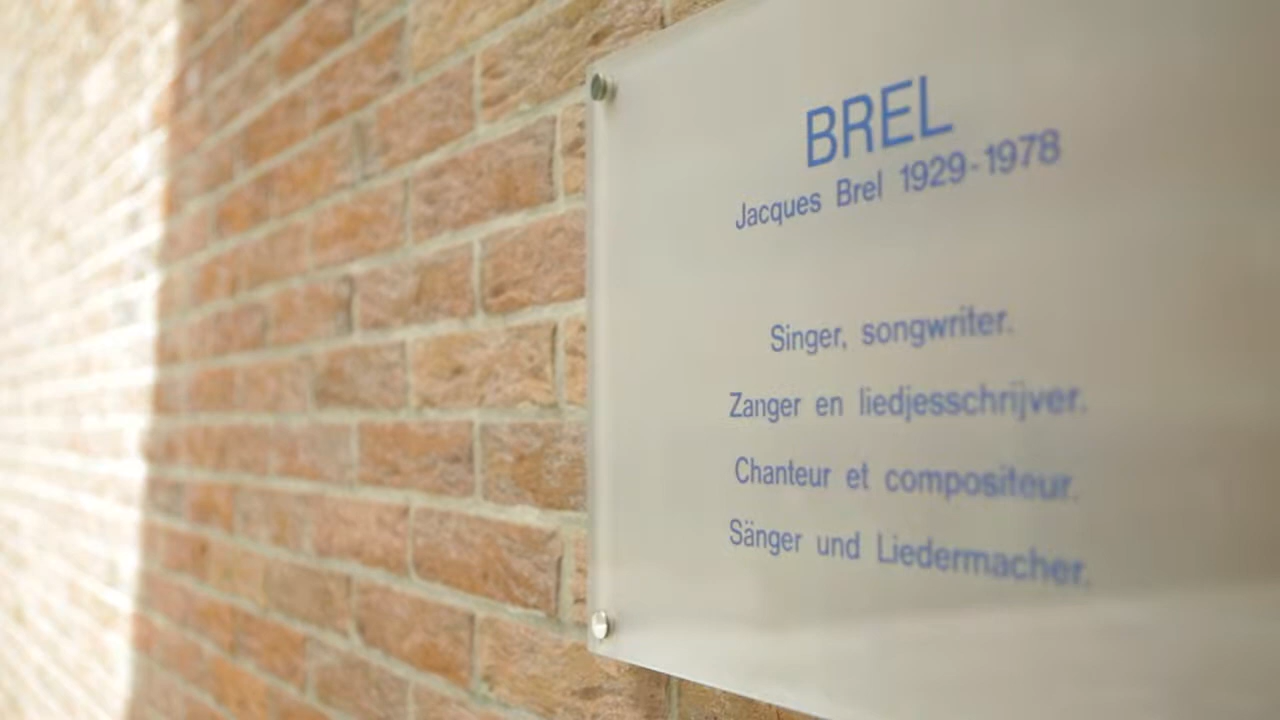 BREL
Jacques Brel 1929-1978
Singer, songwriter.
Zanger en liedjesschrijver.
Chanteur et compositeur.
Sänger und Liedermacher.